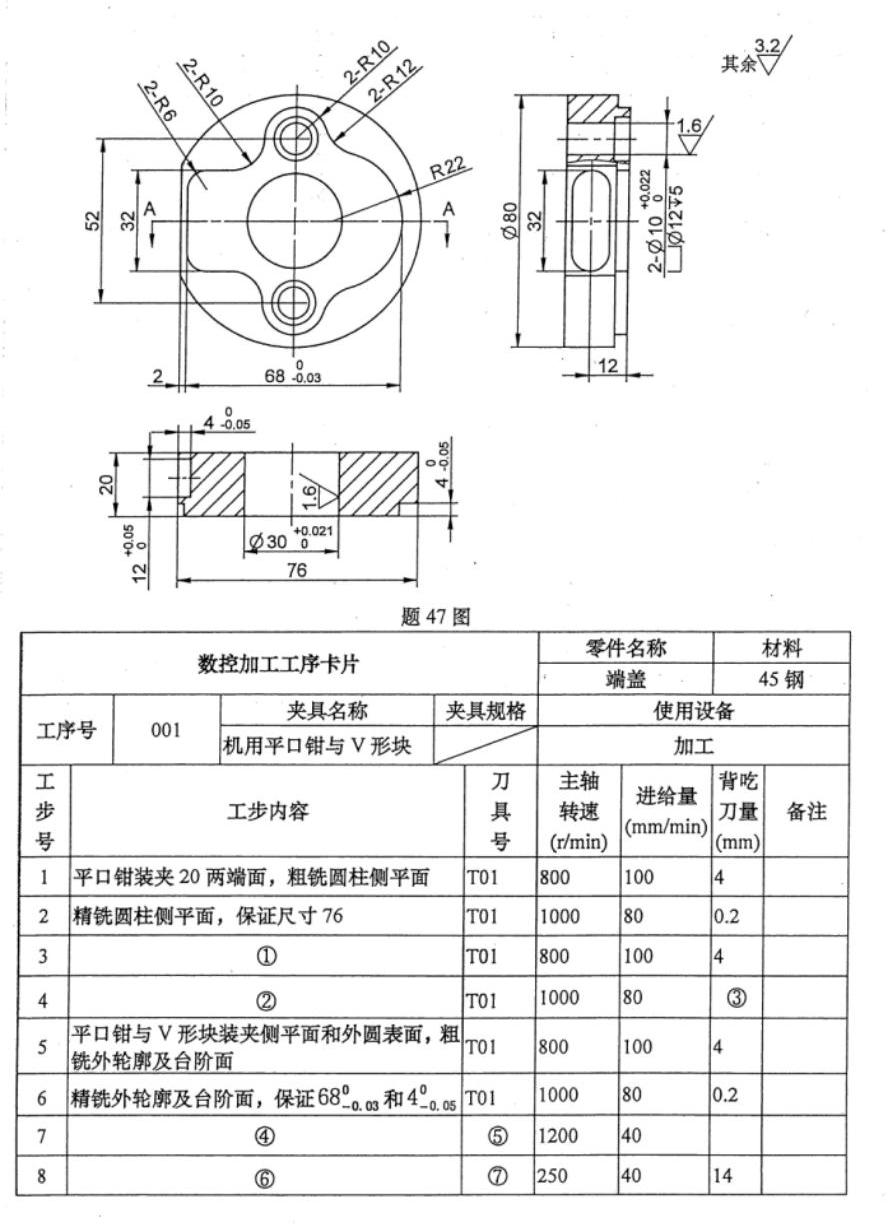 其余 3.2
2-R10
2-R12
2-R10
2-R6
R22
A A
52
32
2
68 0 -0.03
Ø80
32
1.6
2-Ø10 +0.022 0
⌴Ø12↧5
12
4 0 -0.05
20
12 +0.05 0
1.6
Ø30 +0.021 0
76
4 0 -0.05
题 47 图
数控加工工序卡片 零件名称 材料
端盖 45 钢
工序号 001 夹具名称 夹具规格 使用设备
机用平口钳与 V 形块 加工
工步号 工步内容 刀具号 主轴转速 (r/min) 进给量 (mm/min) 背吃刀量 (mm) 备注
1 平口钳装夹 20 两端面，粗铣圆柱侧平面 T01 800 100 4
2 精铣圆柱侧平面，保证尺寸 76 T01 1000 80 0.2
3 ① T01 800 100 4
4 ② T01 1000 80 ③
5 平口钳与 V 形块装夹侧平面和外圆表面，粗 T01 800 100 4
铣外轮廓及台阶面
6 精铣外轮廓及台阶面，保证68 0 -0.03 和4 0 -0.05 T01 1000 80 0.2
7 ④ ⑤ 1200 40
8 ⑥ ⑦ 250 40 14